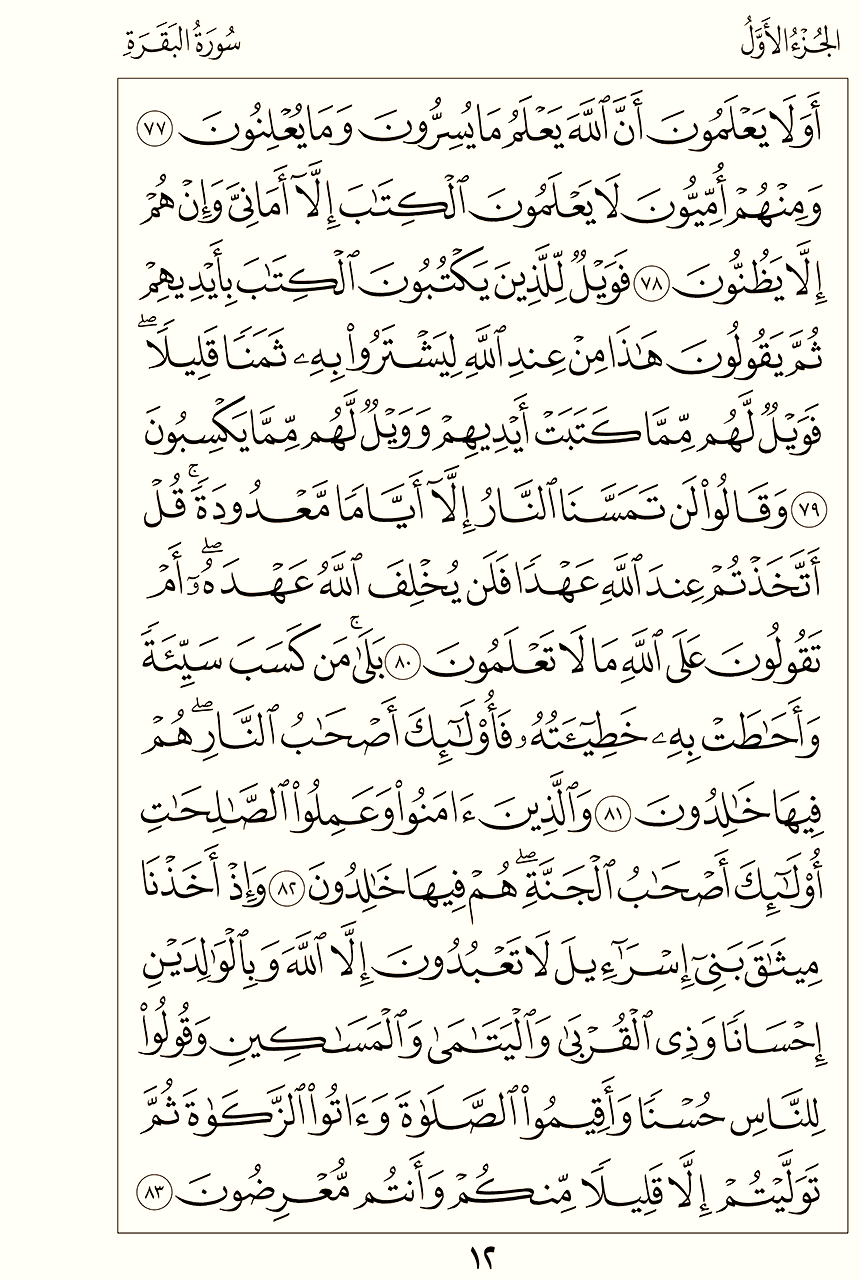 الجُزْءُ الأَوَّلُ
سُورَةُ البَقَرَةِ
أَوَلَا يَعْلَمُونَ أَنَّ ٱللَّهَ يَعْلَمُ مَا يُسِرُّونَ وَمَا يُعْلِنُونَ ٧٧
وَمِنْهُمْ أُمِّيُّونَ لَا يَعْلَمُونَ ٱلْكِتَٰبَ إِلَّآ أَمَانِىَّ وَإِنْ هُمْ
إِلَّا يَظُنُّونَ ٧٨ فَوَيْلٌ لِّلَّذِينَ يَكْتُبُونَ ٱلْكِتَٰبَ بِأَيْدِيهِمْ
ثُمَّ يَقُولُونَ هَٰذَا مِنْ عِندِ ٱللَّهِ لِيَشْتَرُوا۟ بِهِۦ ثَمَنًا قَلِيلًا ۖ
فَوَيْلٌ لَّهُم مِّمَّا كَتَبَتْ أَيْدِيهِمْ وَوَيْلٌ لَّهُم مِّمَّا يَكْسِبُونَ
٧٩ وَقَالُوا۟ لَن تَمَسَّنَا ٱلنَّارُ إِلَّآ أَيَّامًا مَّعْدُودَةً ۚ قُلْ
أَتَّخَذْتُمْ عِندَ ٱللَّهِ عَهْدًا فَلَن يُخْلِفَ ٱللَّهُ عَهْدَهُۥٓ ۖ أَمْ
تَقُولُونَ عَلَى ٱللَّهِ مَا لَا تَعْلَمُونَ ٨٠ بَلَىٰ ۚ مَن كَسَبَ سَيِّئَةً
وَأَحَٰطَتْ بِهِۦ خَطِيٓـَٔتُهُۥ فَأُو۟لَٰٓئِكَ أَصْحَٰبُ ٱلنَّارِ ۖ هُمْ
فِيهَا خَٰلِدُونَ ٨١ وَٱلَّذِينَ ءَامَنُوا۟ وَعَمِلُوا۟ ٱلصَّٰلِحَٰتِ
أُو۟لَٰٓئِكَ أَصْحَٰبُ ٱلْجَنَّةِ ۖ هُمْ فِيهَا خَٰلِدُونَ ٨٢ وَإِذْ أَخَذْنَا
مِيثَٰقَ بَنِىٓ إِسْرَٰٓءِيلَ لَا تَعْبُدُونَ إِلَّا ٱللَّهَ وَبِٱلْوَٰلِدَيْنِ
إِحْسَانًا وَذِى ٱلْقُرْبَىٰ وَٱلْيَتَٰمَىٰ وَٱلْمَسَٰكِينِ وَقُولُوا۟
لِلنَّاسِ حُسْنًا وَأَقِيمُوا۟ ٱلصَّلَوٰةَ وَءَاتُوا۟ ٱلزَّكَوٰةَ ثُمَّ
تَوَلَّيْتُمْ إِلَّا قَلِيلًا مِّنكُمْ وَأَنتُم مُّعْرِضُونَ ٨٣
١٢